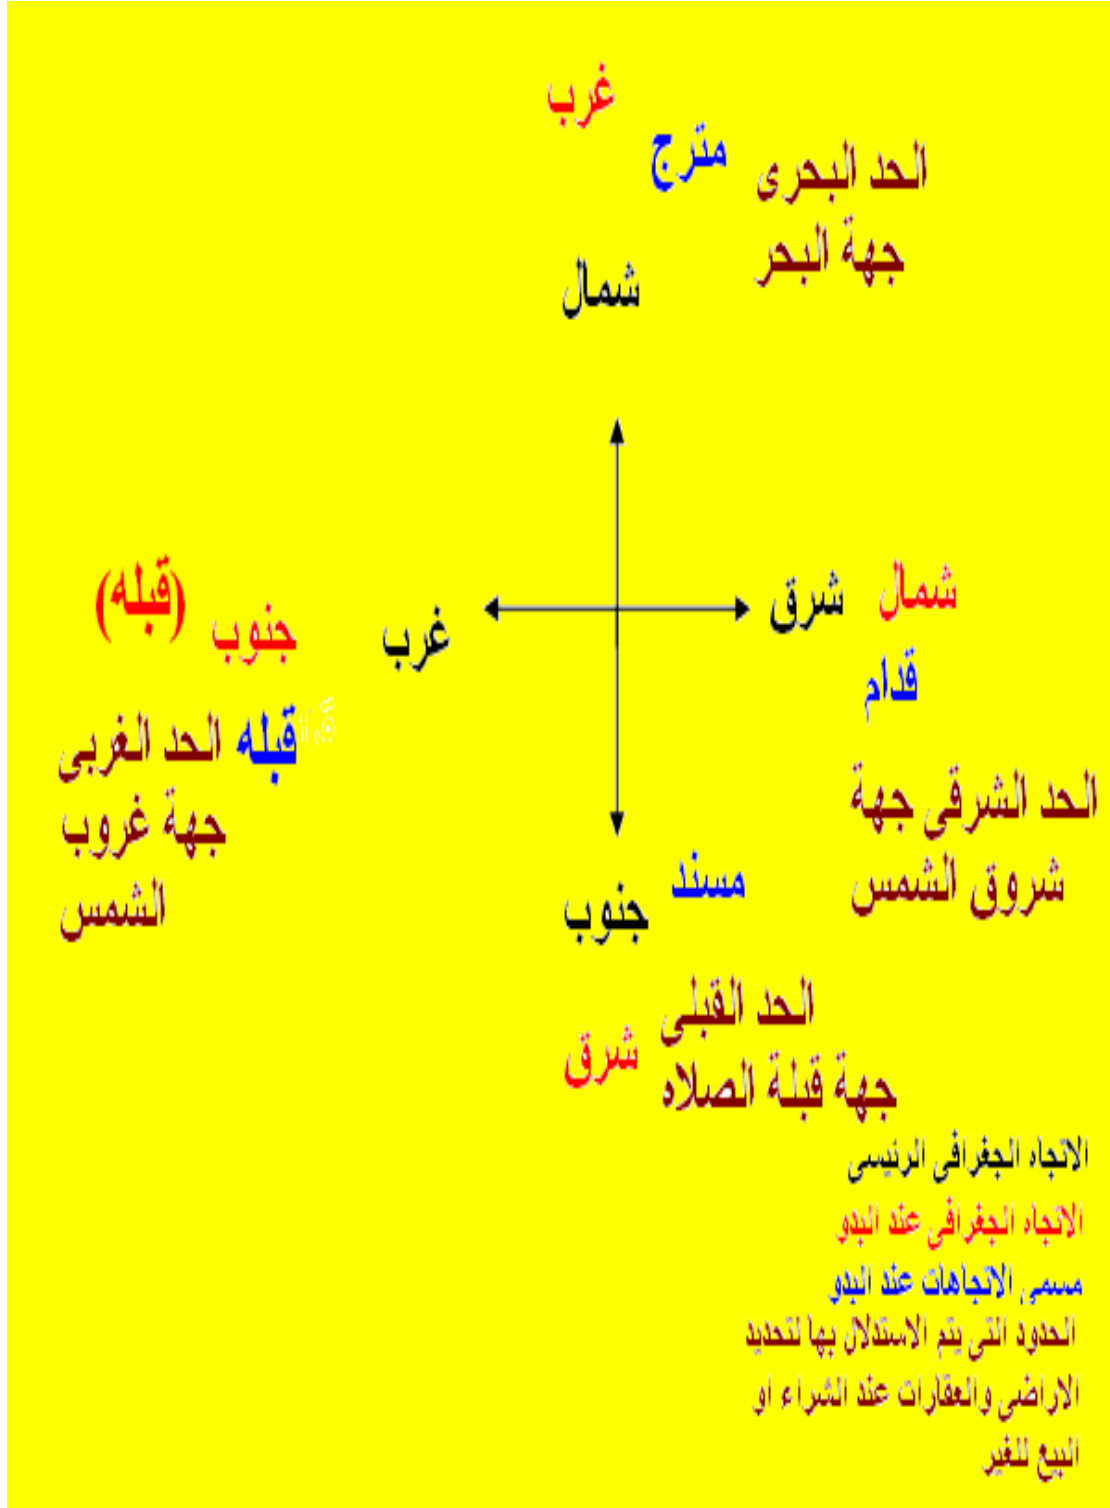 غرب
مترج
الحد البحرى
جهة البحر
شمال
شرق
شمال
قدام
الحد الشرقى جهة
شروق الشمس
غرب
جنوب
(قبله)
قبله
الحد الغربى
جهة غروب
الشمس
مسند
جنوب
الحد القبلى
جهة قبلة الصلاه
شرق
الاتجاه الجغرافى الرئيسى
الاتجاه الجغرافى عند البدو
مسمى الاتجاهات عند البدو
الحدود التى يتم الاستدلال بها لتحديد
الاراضى والعقارات عند الشراء او
البيع للغير